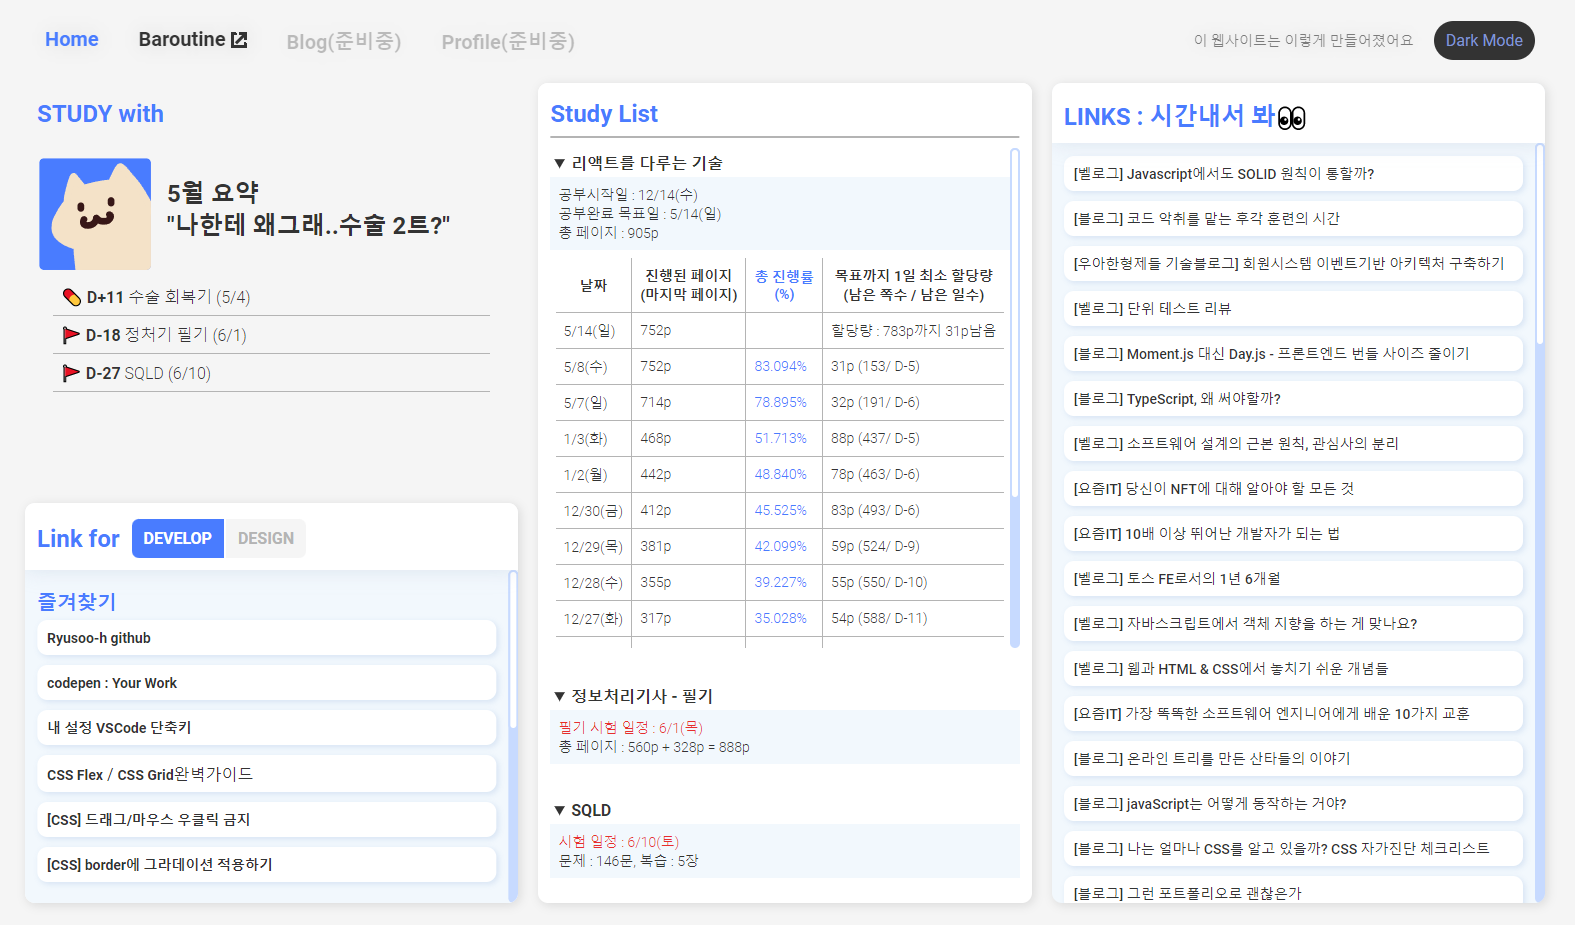 Home
Baroutine
Blog(준비중)
Profile(준비중)
이 웹사이트는 이렇게 만들어졌어요
Dark Mode
STUDY with
5월 요약
"나한테 왜그래..수술 2트?"
D+11 수술 회복기 (5/4)
D-18 정처기 필기 (6/1)
D-27 SQLD (6/10)
Link for
DEVELOP
DESIGN
즐겨찾기
Ryusoo-h github
codepen : Your Work
내 설정 VSCode 단축키
CSS Flex / CSS Grid완벽가이드
[CSS] 드래그/마우스 우클릭 금지
[CSS] border에 그라데이션 적용하기
Study List
▼ 리액트를 다루는 기술
공부시작일 : 12/14(수)
공부완료 목표일 : 5/14(일)
총 페이지 : 905p
날짜 진행된 페이지 (마지막 페이지) 총 진행률 (%) 목표까지 1일 최소 할당량 (남은 쪽수 / 남은 일수)
5/14(일) 752p 할당량 : 783p까지 31p남음
5/8(수) 752p 83.094% 31p (153/ D-5)
5/7(일) 714p 78.895% 32p (191/ D-6)
1/3(화) 468p 51.713% 88p (437/ D-5)
1/2(월) 442p 48.840% 78p (463/ D-6)
12/30(금) 412p 45.525% 83p (493/ D-6)
12/29(목) 381p 42.099% 59p (524/ D-9)
12/28(수) 355p 39.227% 55p (550/ D-10)
12/27(화) 317p 35.028% 54p (588/ D-11)
▼ 정보처리기사 - 필기
필기 시험 일정 : 6/1(목)
총 페이지 : 560p + 328p = 888p
▼ SQLD
시험 일정 : 6/10(토)
문제 : 146문, 복습 : 5장
LINKS : 시간내서 봐
[벨로그] Javascript에서도 SOLID 원칙이 통할까?
[블로그] 코드 악취를 맡는 후각 훈련의 시간
[우아한형제들 기술블로그] 회원시스템 이벤트기반 아키텍처 구축하기
[벨로그] 단위 테스트 리뷰
[블로그] Moment.js 대신 Day.js - 프론트엔드 번들 사이즈 줄이기
[블로그] TypeScript, 왜 써야할까?
[벨로그] 소프트웨어 설계의 근본 원칙, 관심사의 분리
[요즘IT] 당신이 NFT에 대해 알아야 할 모든 것
[요즘IT] 10배 이상 뛰어난 개발자가 되는 법
[벨로그] 토스 FE로서의 1년 6개월
[벨로그] 자바스크립트에서 객체 지향을 하는 게 맞나요?
[벨로그] 웹과 HTML & CSS에서 놓치기 쉬운 개념들
[요즘IT] 가장 똑똑한 소프트웨어 엔지니어에게 배운 10가지 교훈
[블로그] 온라인 트리를 만든 산타들의 이야기
[블로그] javaScript는 어떻게 동작하는 거야?
[블로그] 나는 얼마나 CSS를 알고 있을까? CSS 자가진단 체크리스트
[블로그] 그런 포트폴리오로 괜찮은가